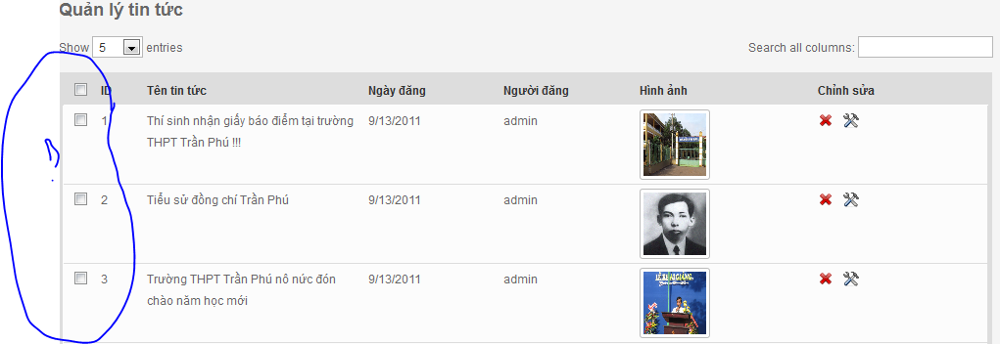 Quản lý tin tức
Show 5 entries Search all columns:
ID Tên tin tức Ngày đăng Người đăng Hình ảnh Chỉnh sửa
1 Thí sinh nhận giấy báo điểm tại trường 9/13/2011 admin
THPT Trần Phú !!!
2 Tiểu sử đồng chí Trần Phú 9/13/2011 admin
3 Trường THPT Trần Phú nô nức đón 9/13/2011 admin
chào năm học mới